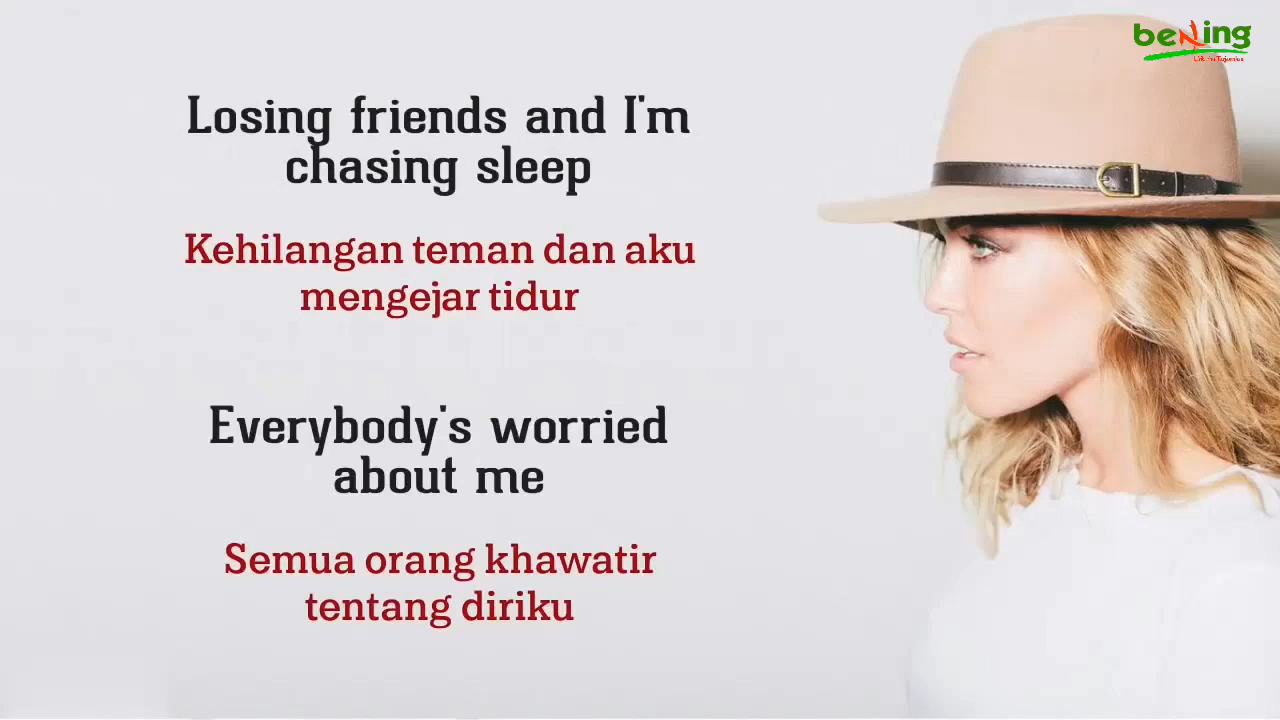 beNing
Losing friends and I'm
chasing sleep
Kehilangan teman dan aku
mengejar tidur
Everybody's worried
about me
Semua orang khawatir
tentang diriku